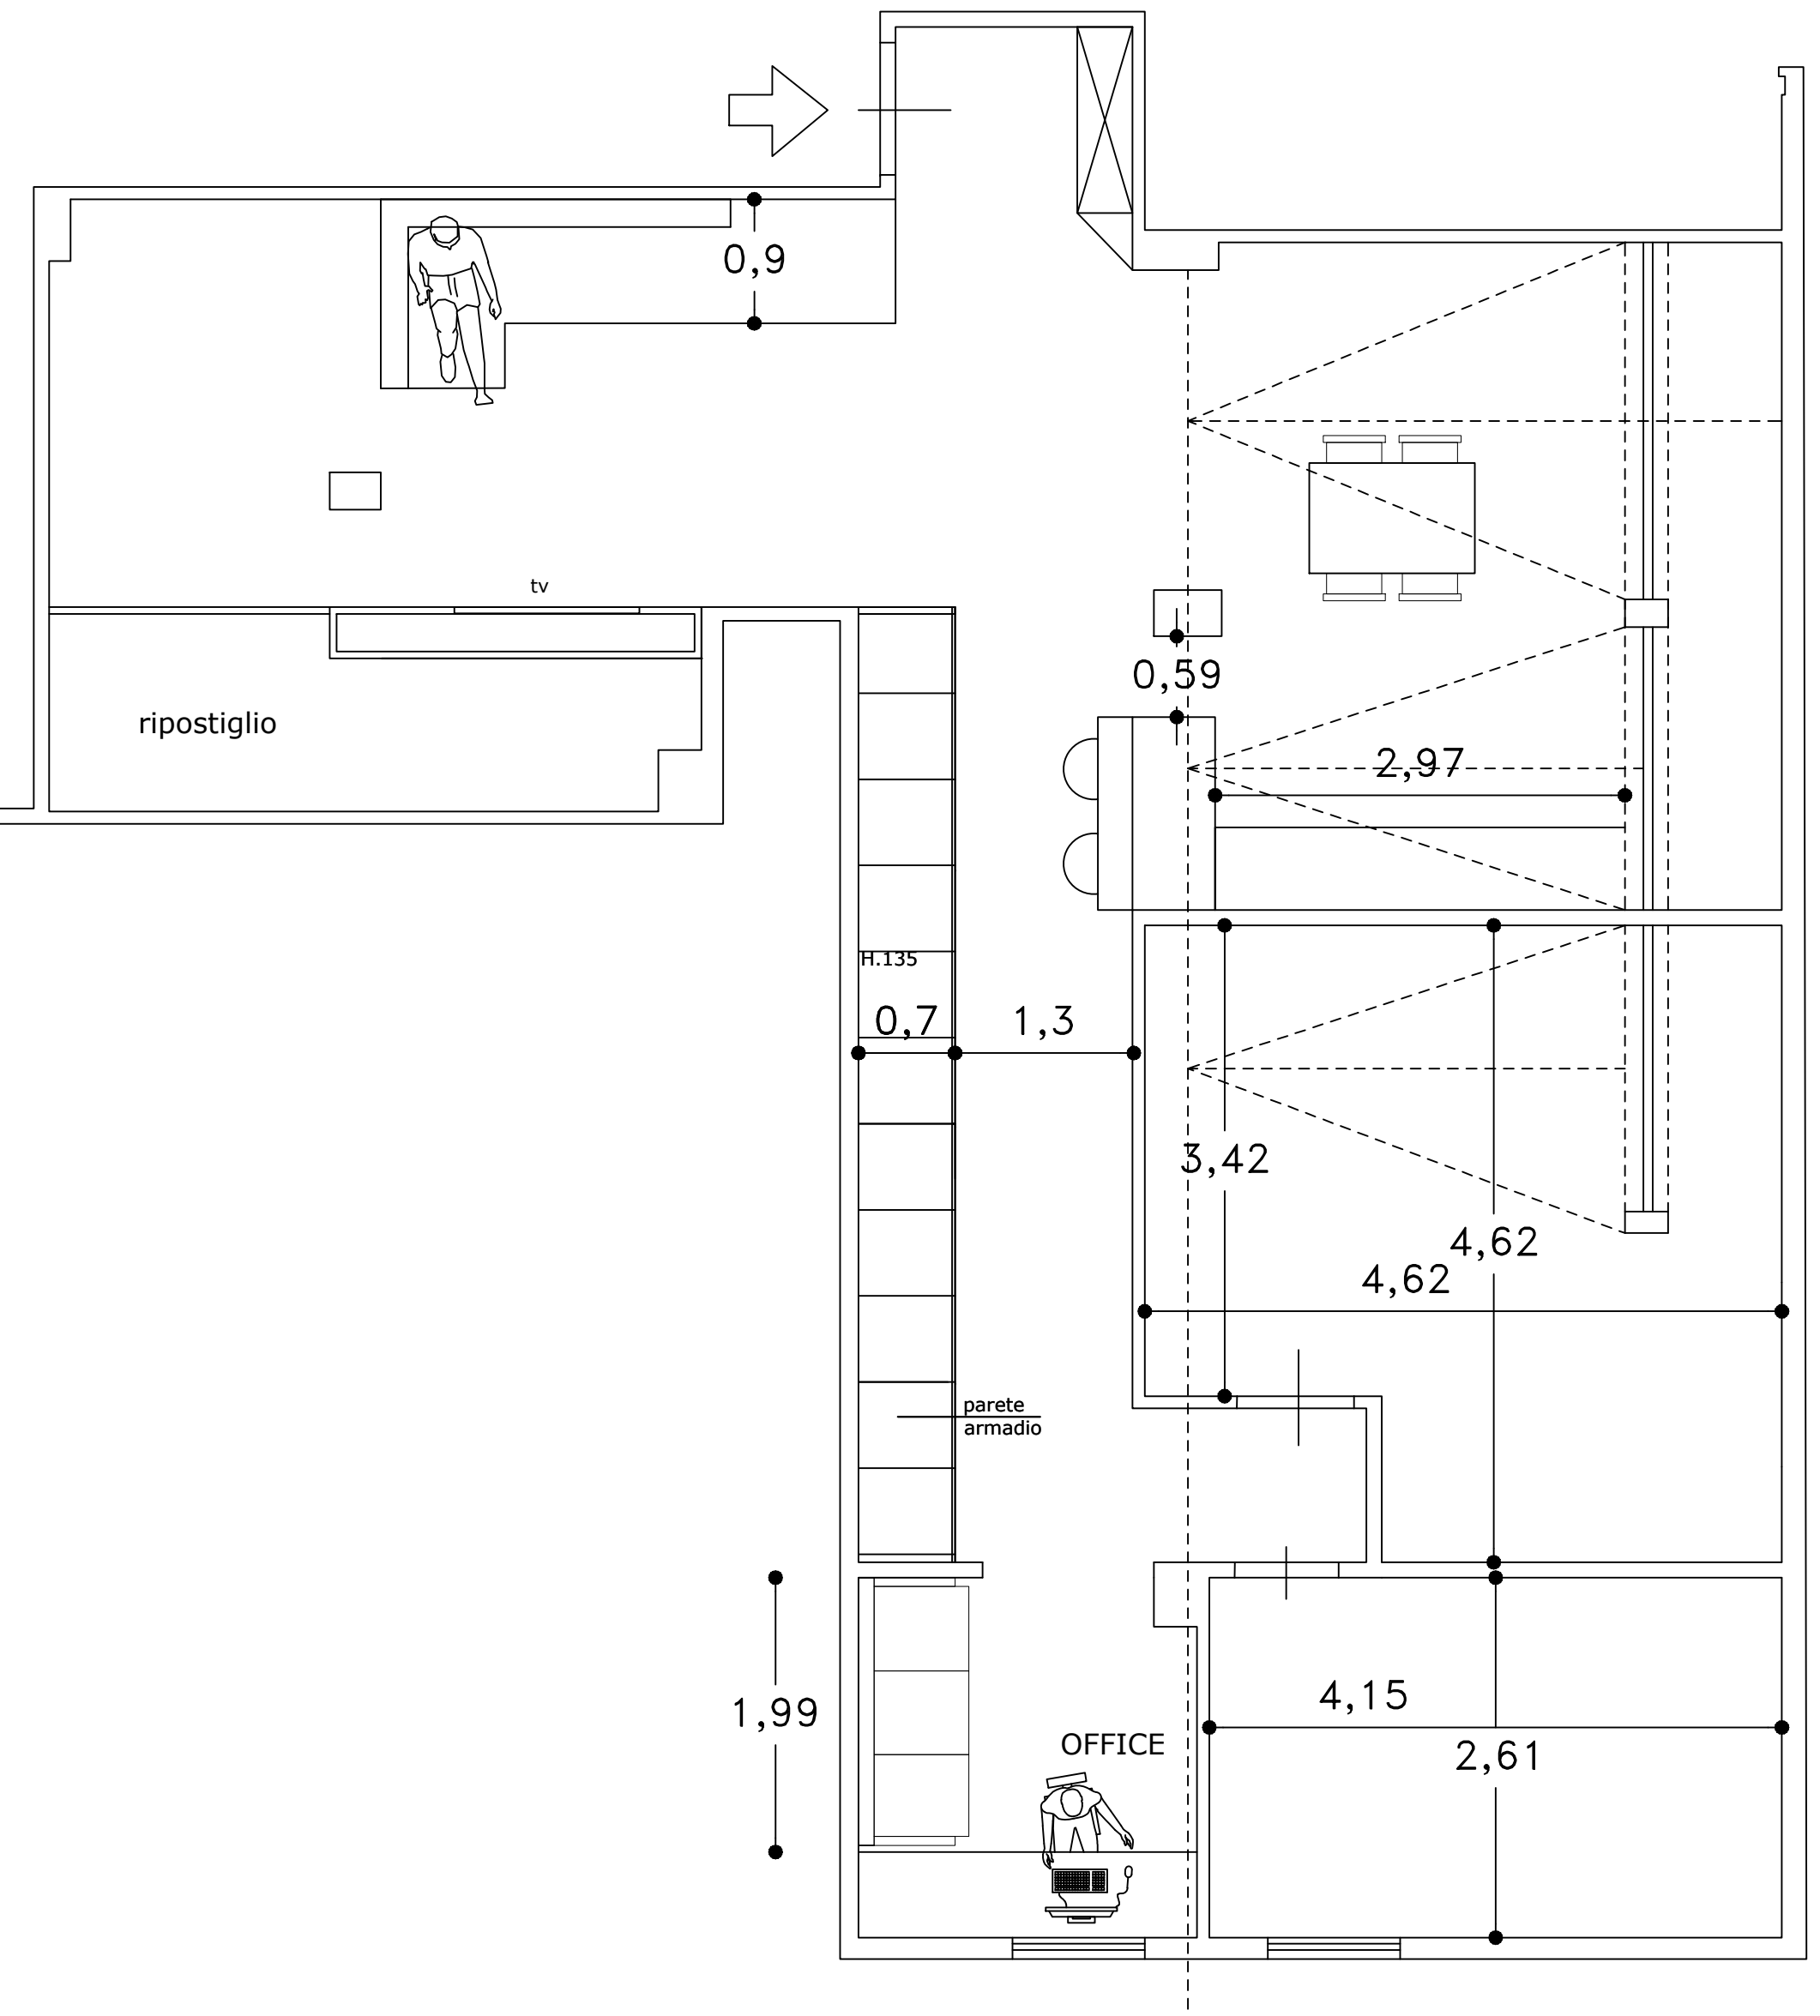 0,9
tv
0,59
ripostiglio
2,97
H.135
0,7
1,3
3,42
4,62
4,62
parete
armadio
4,15
1,99
OFFICE
2,61